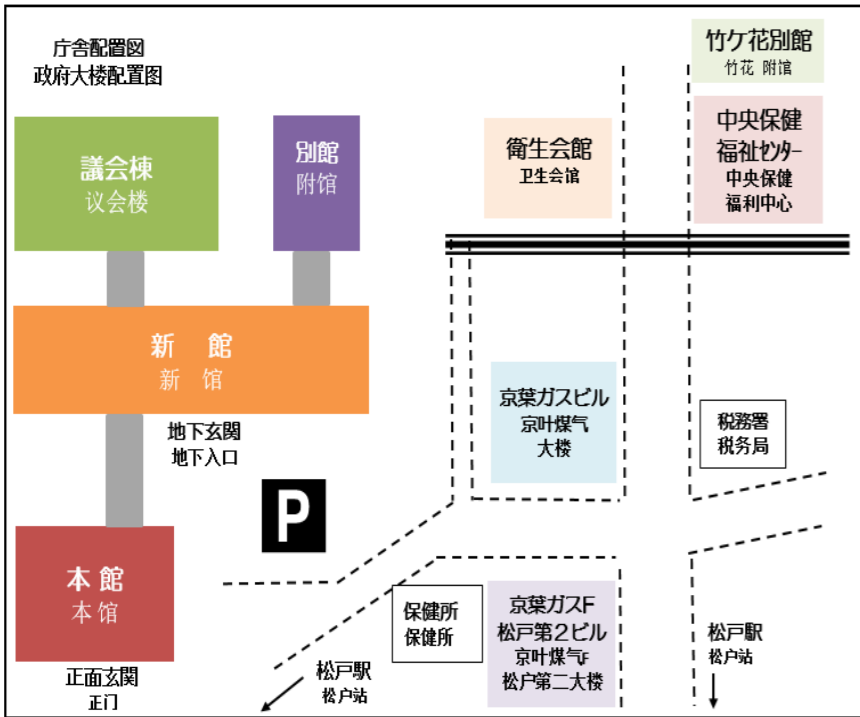 庁舎配置図
政府大楼配置图
竹ケ花別館
竹花 附馆
議会棟
议会楼
別館
附馆
衛生会館
卫生会馆
中央保健
福祉センター
中央保健
福利中心
新 館
新 馆
地下玄関
地下入口
京葉ガスビル
京叶煤气
大楼
税務署
税务局
P
本館
本馆
正面玄関
正门
保健所
保健所
京葉ガスF
松戸第2ビル
京叶煤气F
松户第二大楼
松戸駅
松户站
松戸駅
松户站